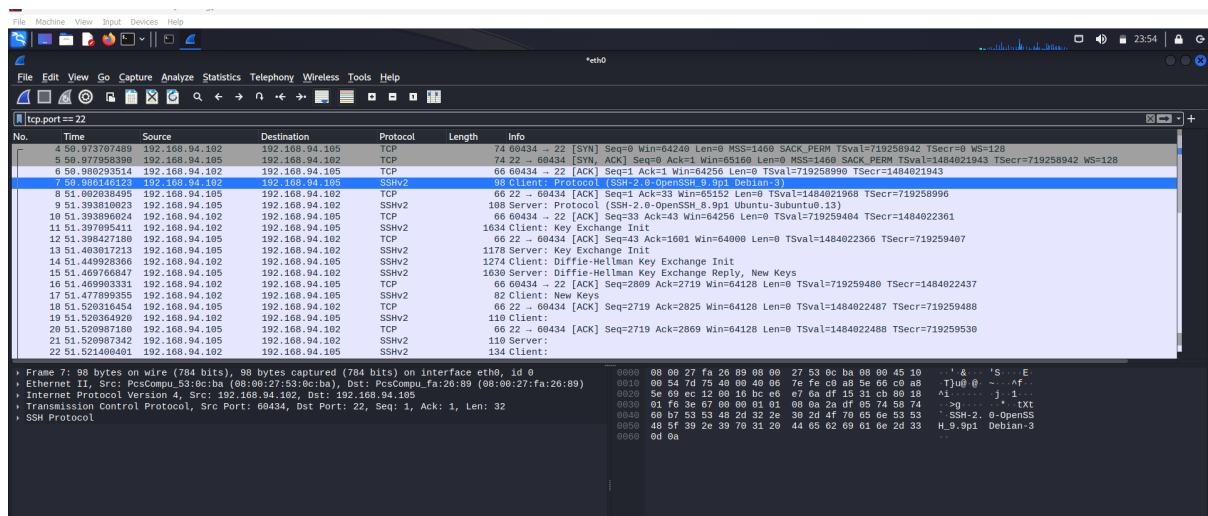 File Machine View Input Devices Help
23:54
*eth0
File Edit View Go Capture Analyze Statistics Telephony Wireless Tools Help
tcp.port == 22
No. Time Source Destination Protocol Length Info
4 50.973707489 192.168.94.102 192.168.94.105 TCP 74 60434 → 22 [SYN] Seq=0 Win=64240 Len=0 MSS=1460 SACK_PERM TSval=719258942 TSecr=0 WS=128
5 50.977958390 192.168.94.105 192.168.94.102 TCP 74 22 → 60434 [SYN, ACK] Seq=0 Ack=1 Win=65160 Len=0 MSS=1460 SACK_PERM TSval=1484021943 TSecr=719258942 WS=128
6 50.980293514 192.168.94.102 192.168.94.105 TCP 66 60434 → 22 [ACK] Seq=1 Ack=1 Win=64256 Len=0 TSval=719258990 TSecr=1484021943
7 50.986146123 192.168.94.102 192.168.94.105 SSHv2 98 Client: Protocol (SSH-2.0-OpenSSH_9.9p1 Debian-3)
8 51.002038495 192.168.94.105 192.168.94.102 TCP 66 22 → 60434 [ACK] Seq=1 Ack=33 Win=65152 Len=0 TSval=1484021968 TSecr=719258996
9 51.393810023 192.168.94.105 192.168.94.102 SSHv2 108 Server: Protocol (SSH-2.0-OpenSSH_8.9p1 Ubuntu-3ubuntu0.13)
10 51.393896024 192.168.94.102 192.168.94.105 TCP 66 60434 → 22 [ACK] Seq=33 Ack=43 Win=64256 Len=0 TSval=719259404 TSecr=1484022361
11 51.397095411 192.168.94.102 192.168.94.105 SSHv2 1634 Client: Key Exchange Init
12 51.398427180 192.168.94.105 192.168.94.102 TCP 66 22 → 60434 [ACK] Seq=43 Ack=1601 Win=64000 Len=0 TSval=1484022366 TSecr=719259407
13 51.403017213 192.168.94.105 192.168.94.102 SSHv2 1178 Server: Key Exchange Init
14 51.449928366 192.168.94.102 192.168.94.105 SSHv2 1274 Client: Diffie-Hellman Key Exchange Init
15 51.469766847 192.168.94.105 192.168.94.102 SSHv2 1630 Server: Diffie-Hellman Key Exchange Reply, New Keys
16 51.469903331 192.168.94.102 192.168.94.105 TCP 66 60434 → 22 [ACK] Seq=2809 Ack=2719 Win=64128 Len=0 TSval=719259480 TSecr=1484022437
17 51.477899355 192.168.94.102 192.168.94.105 SSHv2 82 Client: New Keys
18 51.520316454 192.168.94.105 192.168.94.102 TCP 66 22 → 60434 [ACK] Seq=2719 Ack=2825 Win=64128 Len=0 TSval=1484022487 TSecr=719259488
19 51.520364920 192.168.94.102 192.168.94.105 SSHv2 110 Client:
20 51.520987180 192.168.94.105 192.168.94.102 TCP 66 22 → 60434 [ACK] Seq=2719 Ack=2869 Win=64128 Len=0 TSval=1484022488 TSecr=719259530
21 51.520987342 192.168.94.105 192.168.94.102 SSHv2 110 Server:
22 51.521400401 192.168.94.102 192.168.94.105 SSHv2 134 Client:
Frame 7: 98 bytes on wire (784 bits), 98 bytes captured (784 bits) on interface eth0, id 0
Ethernet II, Src: PcsCompu_53:0c:ba (08:00:27:53:0c:ba), Dst: PcsCompu_fa:26:89 (08:00:27:fa:26:89)
Internet Protocol Version 4, Src: 192.168.94.102, Dst: 192.168.94.105
Transmission Control Protocol, Src Port: 60434, Dst Port: 22, Seq: 1, Ack: 1, Len: 32
SSH Protocol
0000 08 00 27 fa 26 89 08 00 27 53 0c ba 08 00 45 10 ··'·&··· 'S····E·
0010 00 54 7d 75 40 00 40 06 7e fe c0 a8 5e 66 c0 a8 ·T}u@·@· ~···^f··
0020 5e 69 ec 12 00 16 bc e6 e7 6a df 15 31 cb 80 18 ^i······ ·j··1···
0030 01 f6 3e 67 00 00 01 01 08 0a 2a df 05 74 58 74 ··>g···· ··*··tXt
0040 60 b7 53 53 48 2d 32 2e 30 2d 4f 70 65 6e 53 53 `·SSH-2. 0-OpenSS
0050 48 5f 39 2e 39 70 31 20 44 65 62 69 61 6e 2d 33 H_9.9p1 Debian-3
0060 0d 0a ··